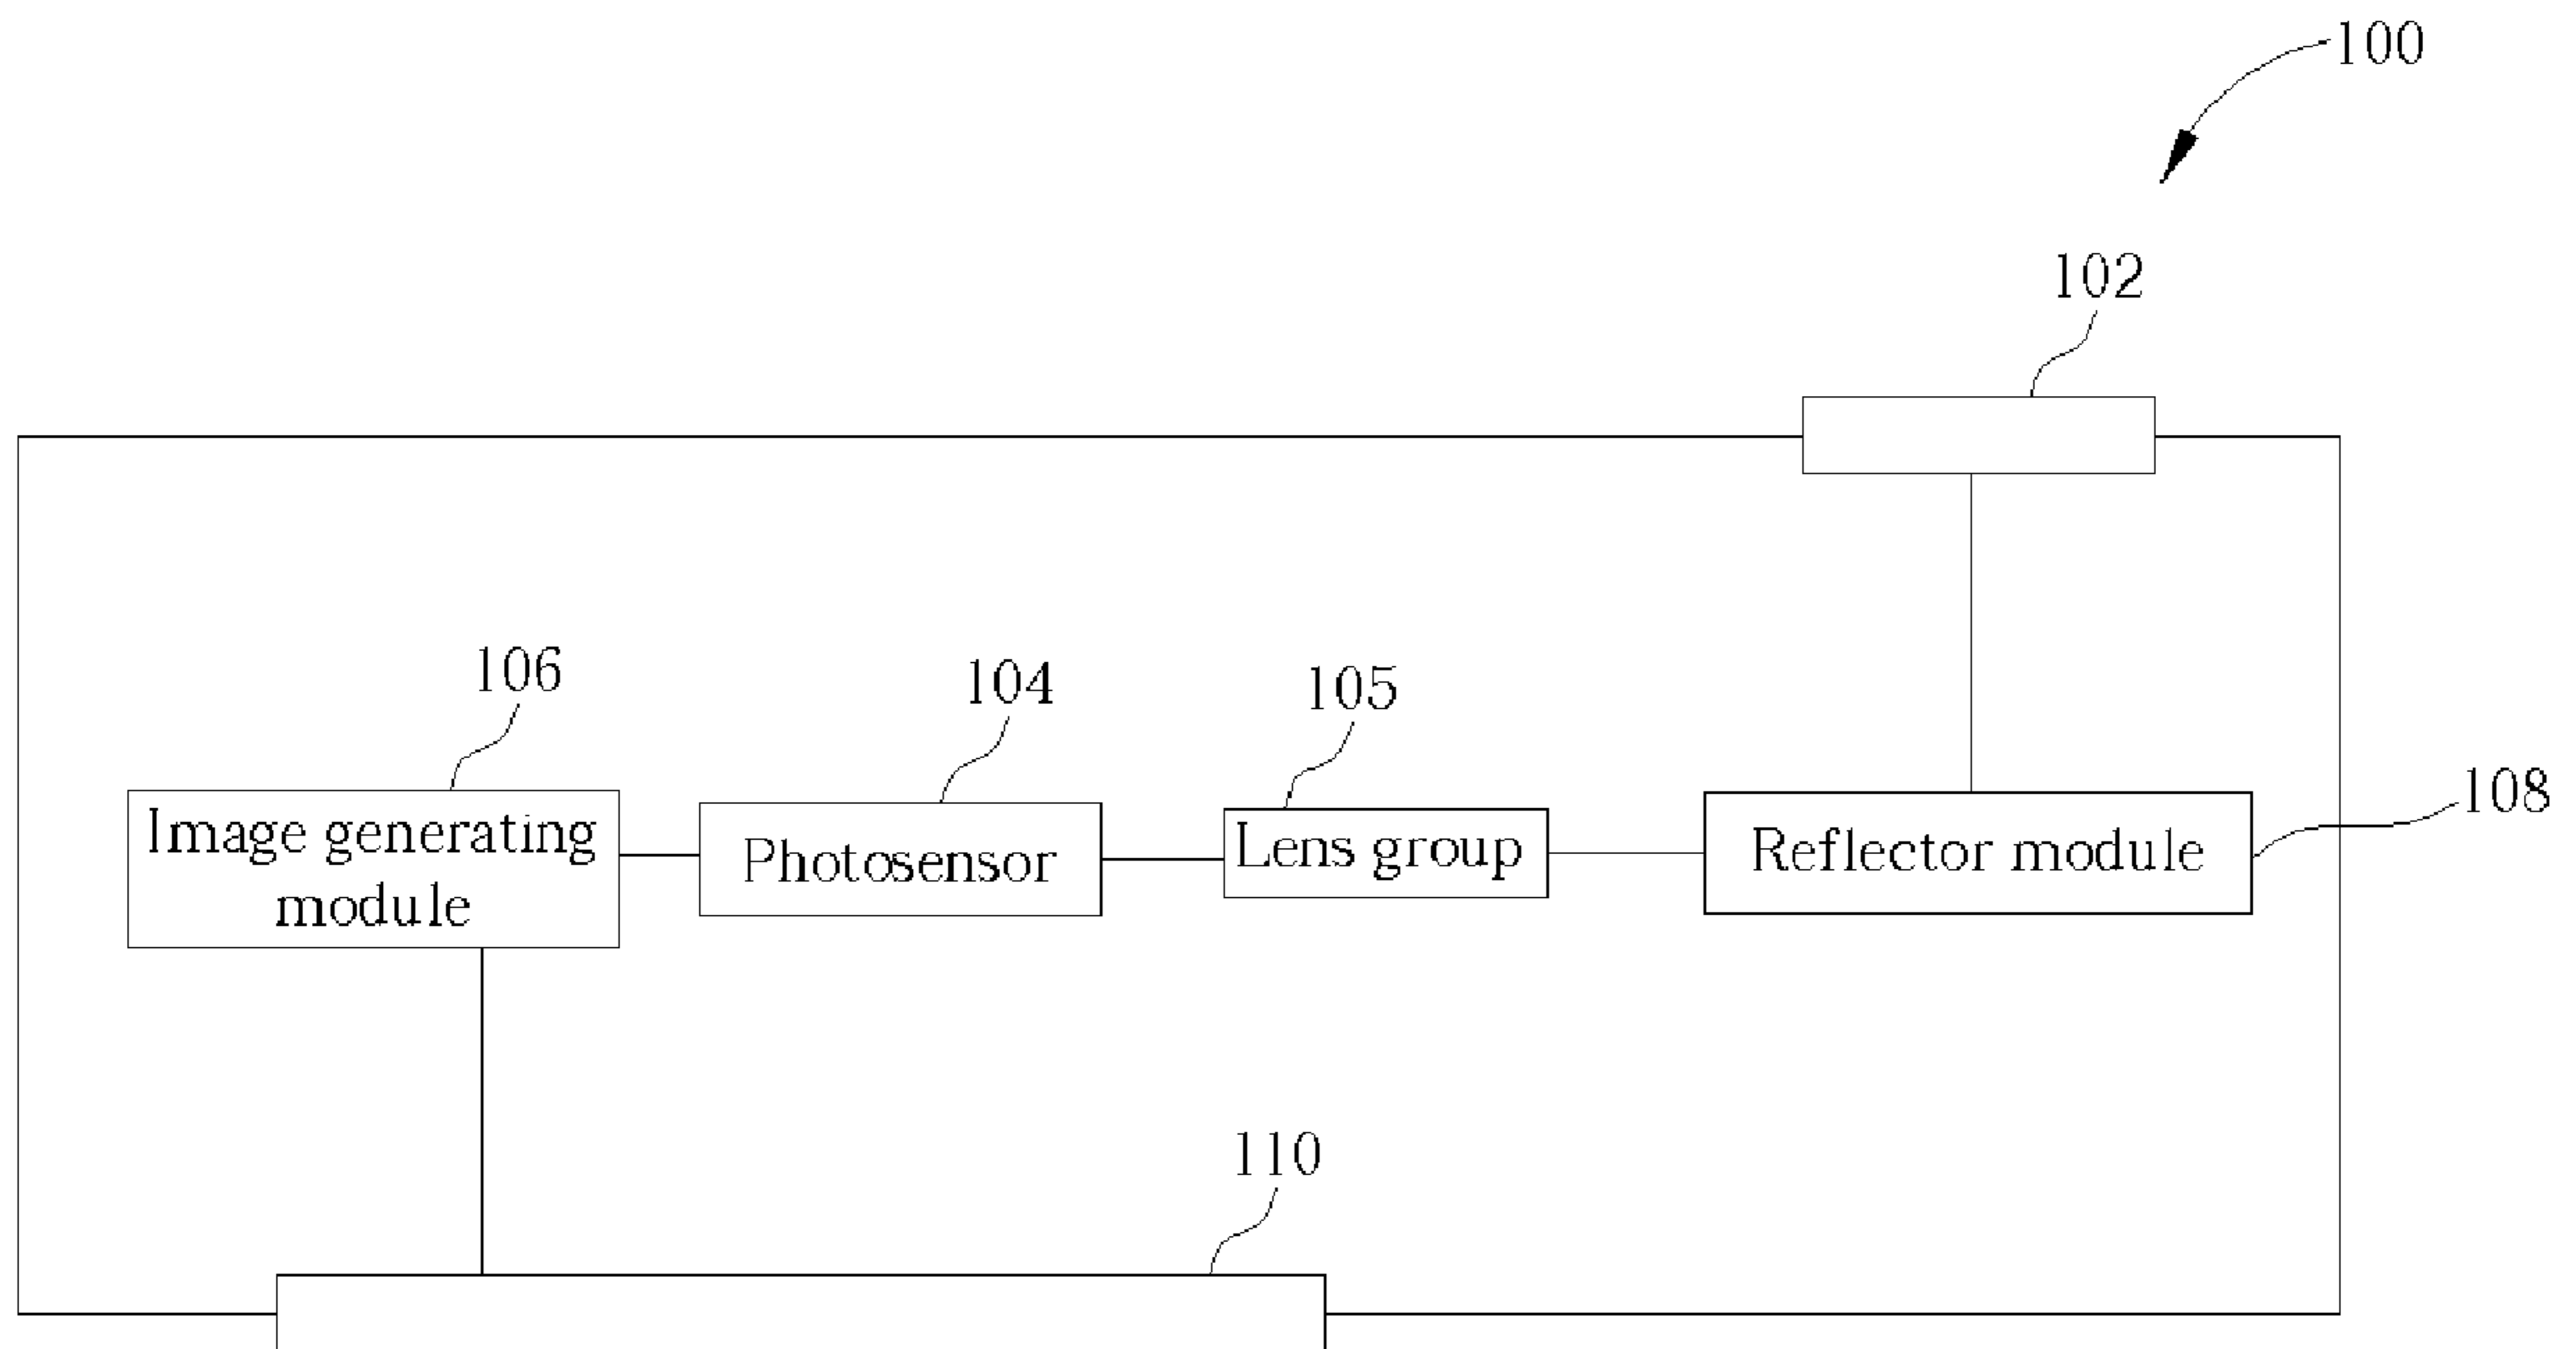 100
102
106
104
105
108
Image generating
module
Photosensor
Lens group
Reflector module
110